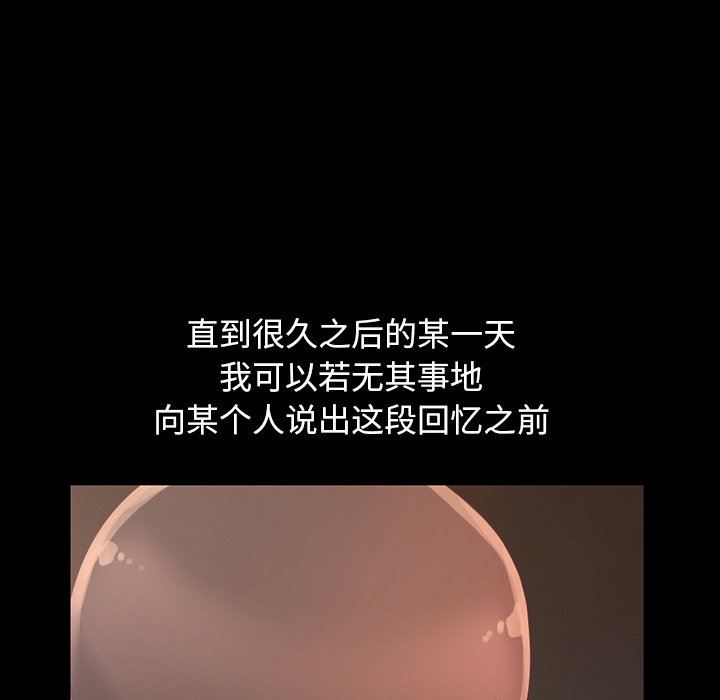 直到很久之后的某一天
我可以若无其事地
向某个人说出这段回忆之前